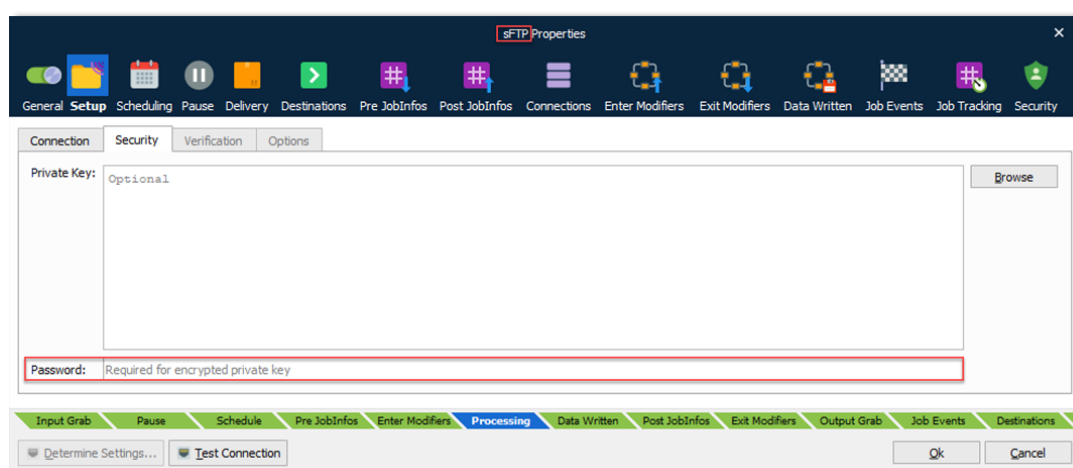 sFTP Properties
General Setup Scheduling Pause Delivery Destinations Pre JobInfos Post JobInfos Connections Enter Modifiers Exit Modifiers Data Written Job Events Job Tracking Security
Connection Security Verification Options
Private Key: Optional Browse
Password: Required for encrypted private key
Input Grab Pause Schedule Pre JobInfos Enter Modifiers Processing Data Written Post JobInfos Exit Modifiers Output Grab Job Events Destinations
Determine Settings... Test Connection Ok Cancel